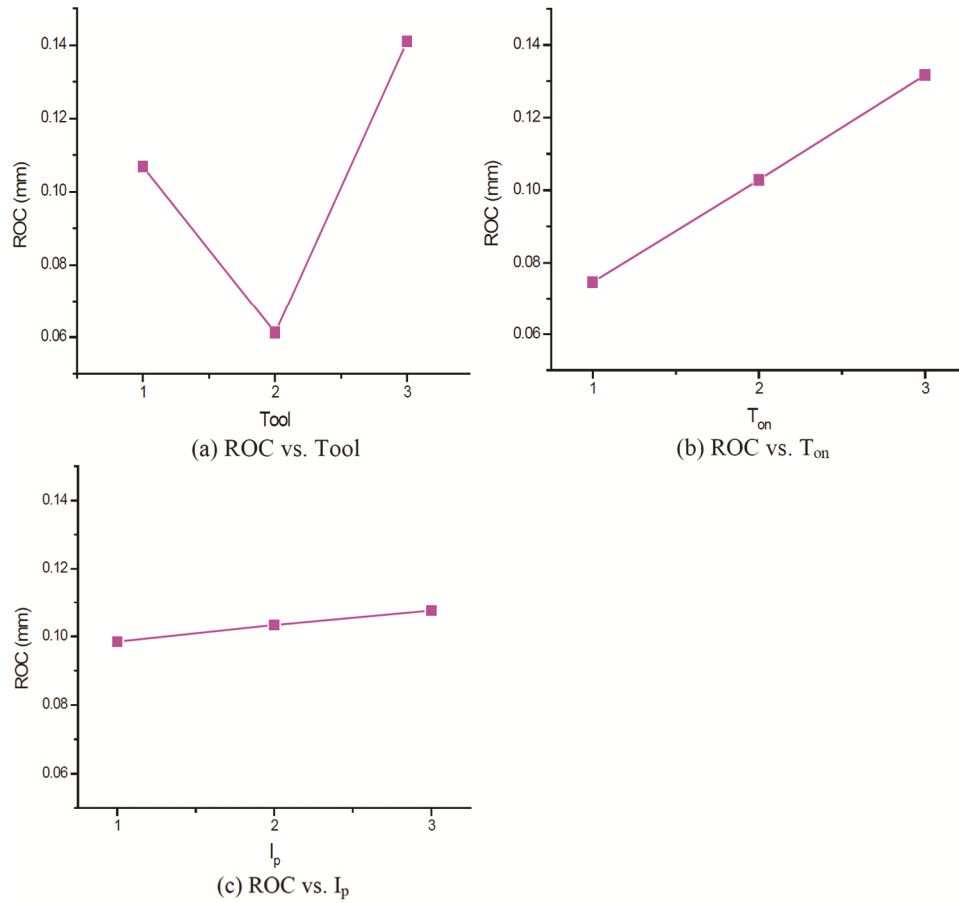 0.14
0.12
0.10
0.08
0.06
ROC (mm)
1 2 3
Tool
(a) ROC vs. Tool
0.14
0.12
0.10
0.08
0.06
ROC (mm)
1 2 3
Ton
(b) ROC vs. Ton
0.14
0.12
0.10
0.08
0.06
ROC (mm)
1 2 3
Ip
(c) ROC vs. Ip